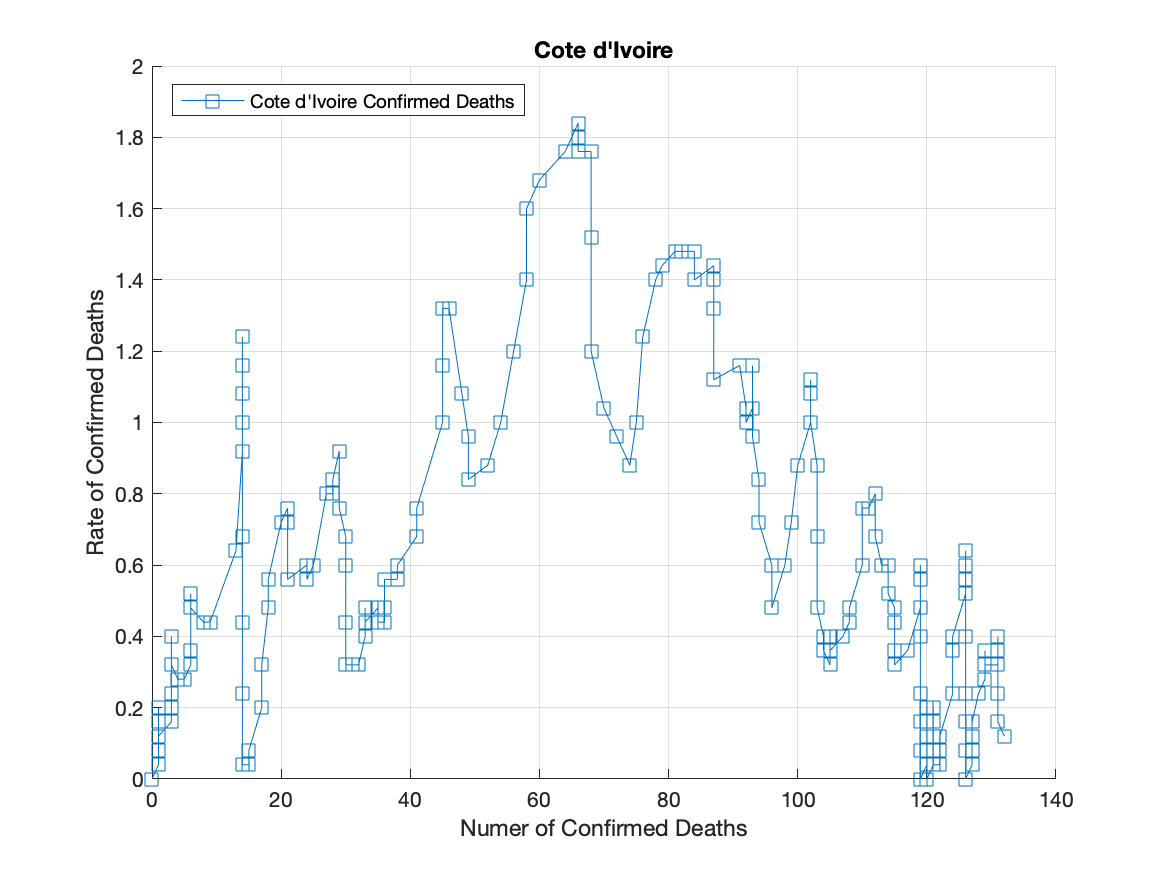 Cote d'Ivoire
Cote d'Ivoire Confirmed Deaths
Rate of Confirmed Deaths
2
1.8
1.6
1.4
1.2
1
0.8
0.6
0.4
0.2
0
0 20 40 60 80 100 120 140
Numer of Confirmed Deaths